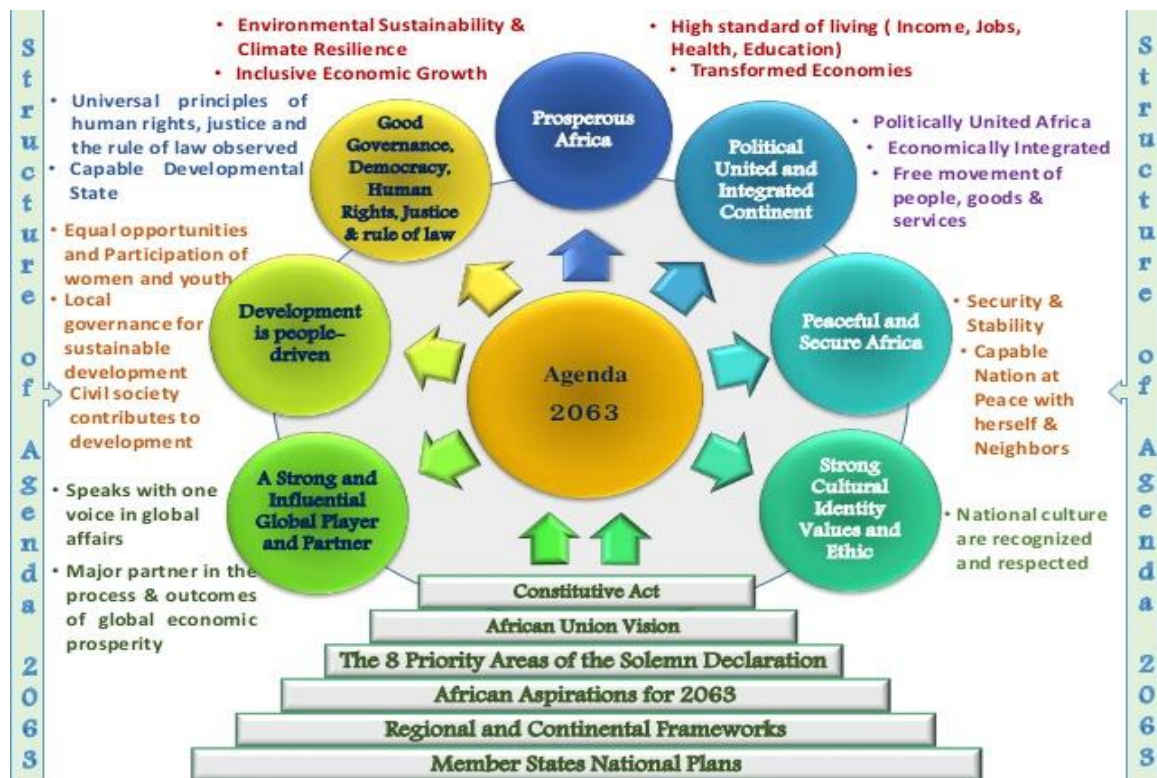 Structure of Agenda 2063
• Environmental Sustainability &
Climate Resilience
• Inclusive Economic Growth
• High standard of living ( Income, Jobs,
Health, Education)
• Transformed Economies
• Universal principles of
human rights, justice and
the rule of law observed
• Capable Developmental
State
Good
Governance,
Democracy,
Human
Rights, Justice
& rule of law
Prosperous
Africa
Political
United and
Integrated
Continent
• Politically United Africa
• Economically Integrated
• Free movement of
people, goods &
services
• Equal opportunities
and Participation of
women and youth
• Local
governance for
sustainable
development
• Civil society
contributes to
development
Development
is people-
driven
Agenda
2063
Peaceful and
Secure Africa
• Security &
Stability
• Capable
Nation at
Peace with
herself &
Neighbors
• Speaks with one
voice in global
affairs
• Major partner in the
process & outcomes
of global economic
prosperity
A Strong and
Influential
Global Player
and Partner
Strong
Cultural
Identity
Values and
Ethic
• National culture
are recognized
and respected
Constitutive Act
African Union Vision
The 8 Priority Areas of the Solemn Declaration
African Aspirations for 2063
Regional and Continental Frameworks
Member States National Plans
Structure of Agenda 2063